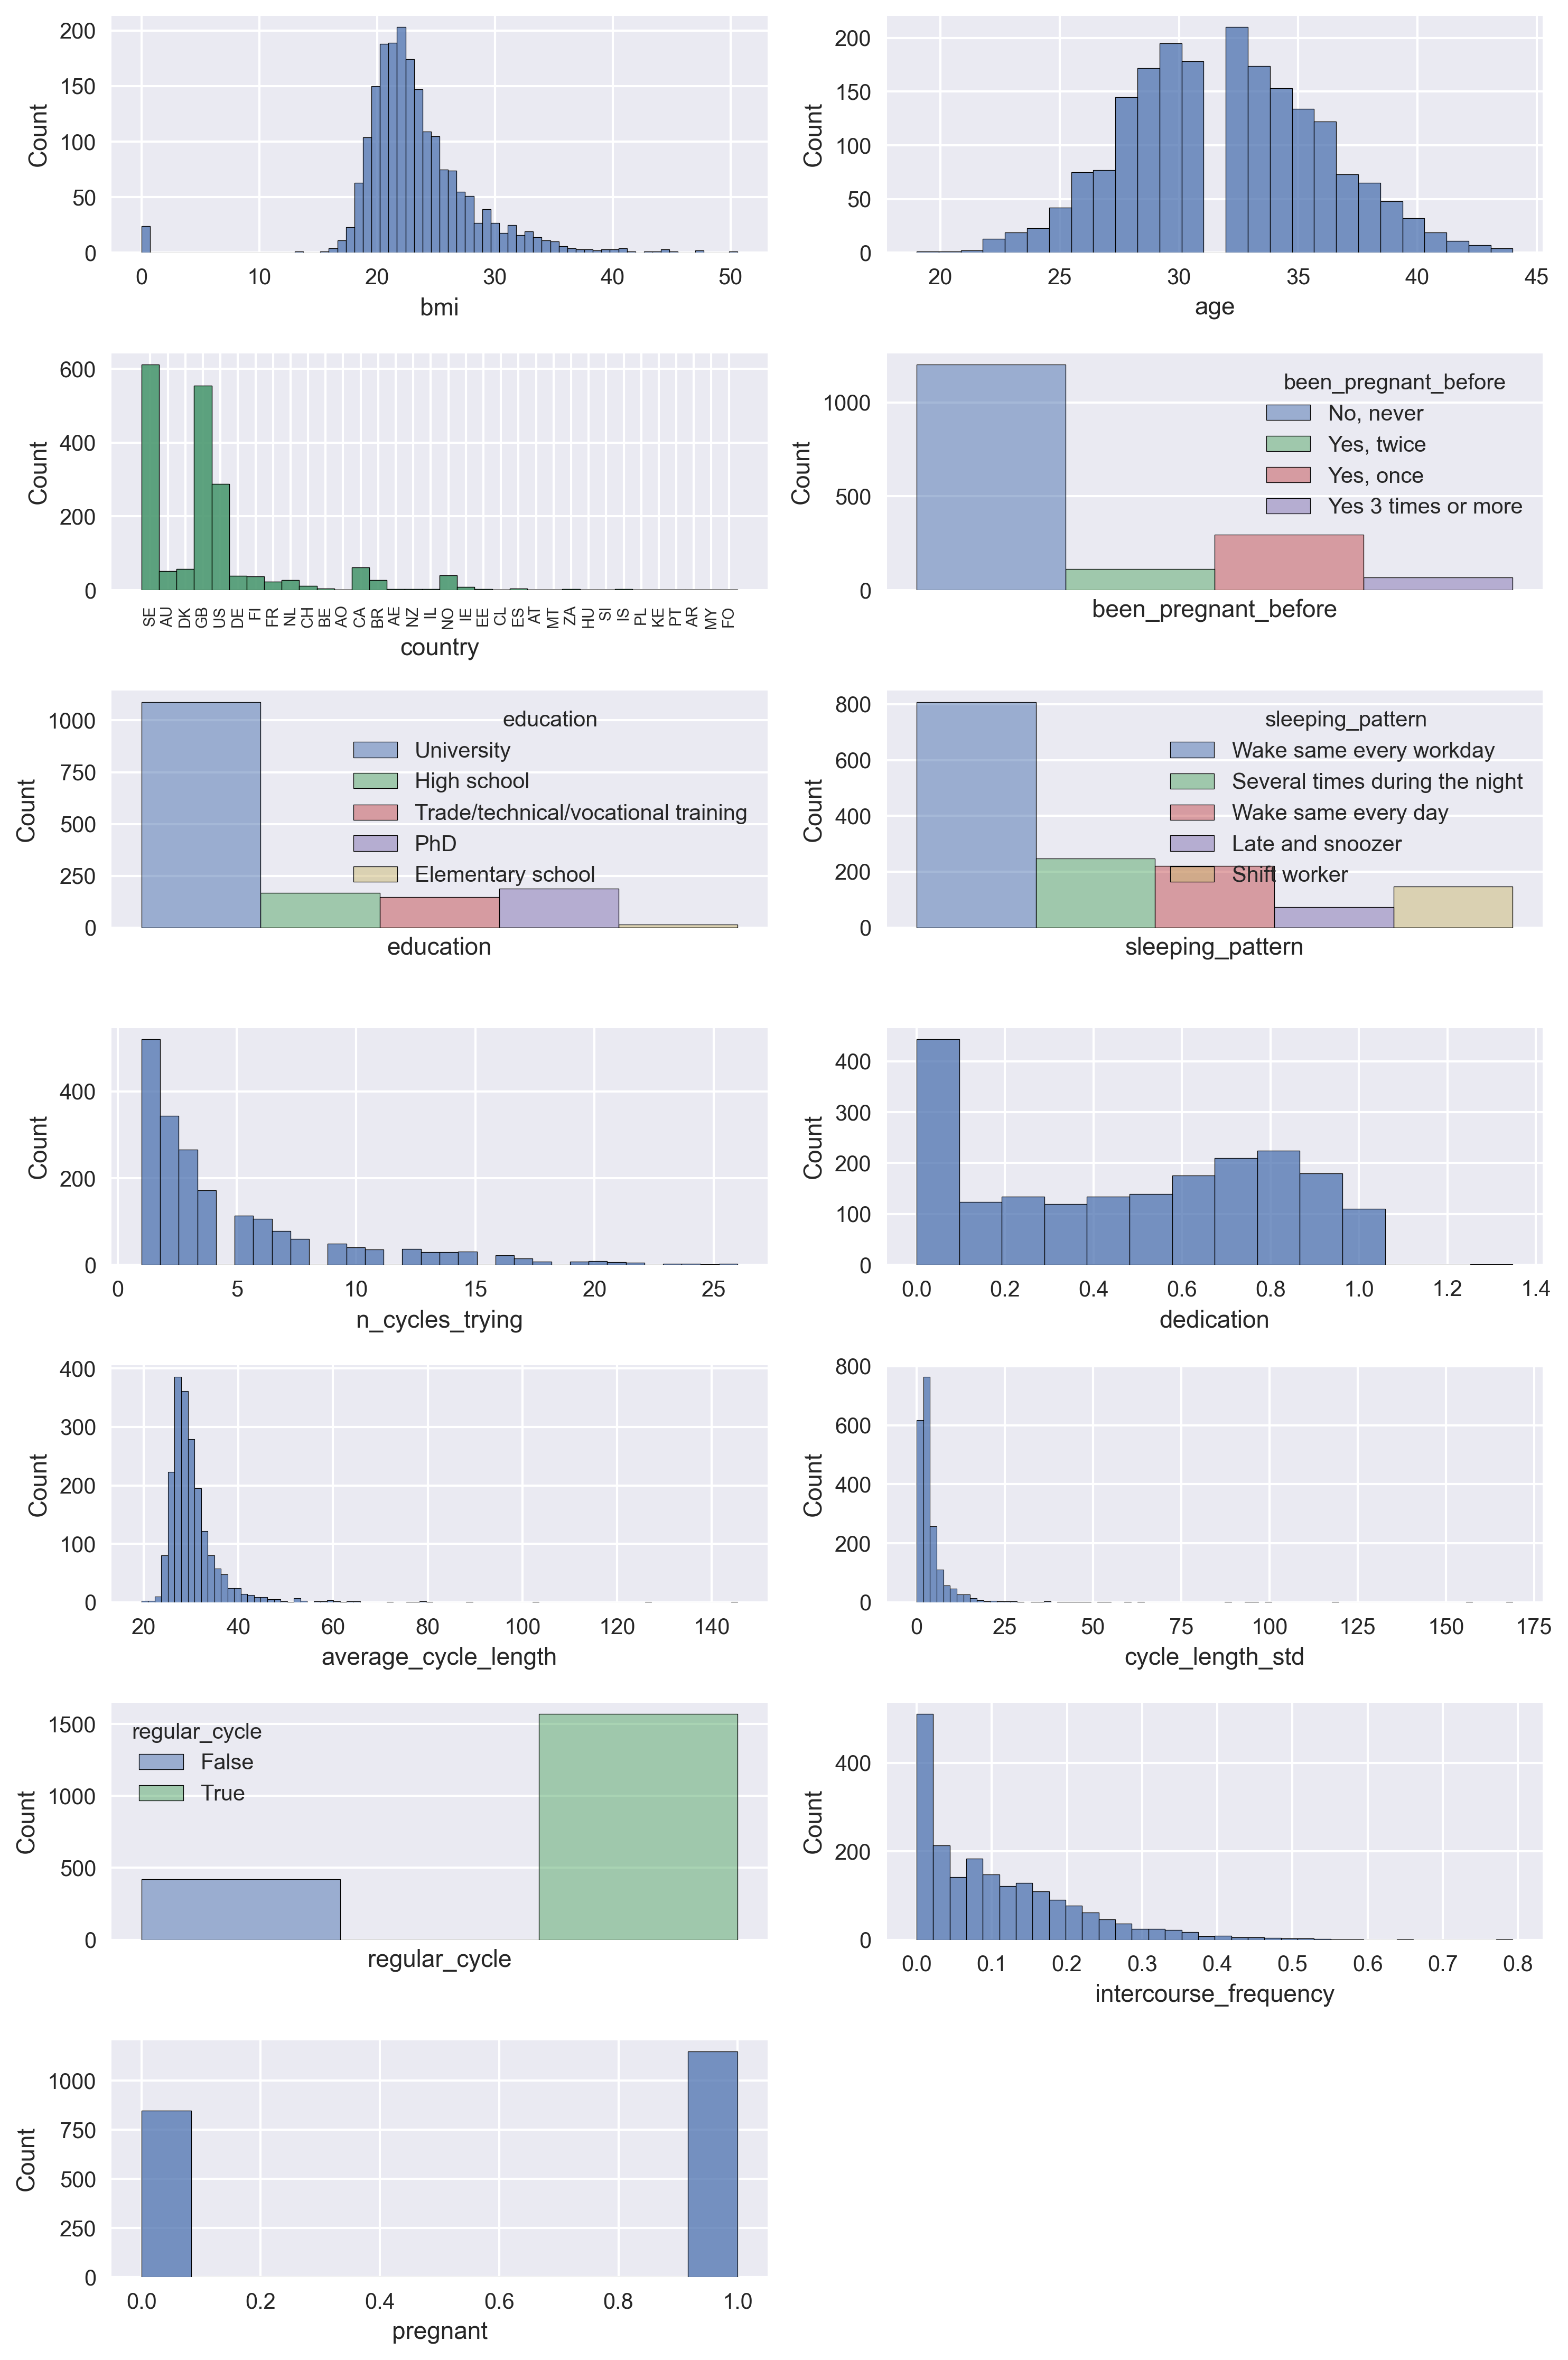 200
150
100
50
0
Count
0 10 20 30 40 50
bmi
200
150
100
50
0
Count
20 25 30 35 40 45
age
600
400
200
0
Count
SE AU DK GB US DE FI FR NL CH BE AO CA BR AE NZ IL NO IE EE CL ES AT MT ZA HU SI IS PL KE PT AR MY FO
country
1000
500
0
Count
been_pregnant_before
No, never
Yes, twice
Yes, once
Yes 3 times or more
been_pregnant_before
1000
750
500
250
0
Count
education
University
High school
Trade/technical/vocational training
PhD
Elementary school
education
800
600
400
200
0
Count
sleeping_pattern
Wake same every workday
Several times during the night
Wake same every day
Late and snoozer
Shift worker
sleeping_pattern
400
200
0
Count
0 5 10 15 20 25
n_cycles_trying
400
300
200
100
0
Count
0.0 0.2 0.4 0.6 0.8 1.0 1.2 1.4
dedication
400
300
200
100
0
Count
20 40 60 80 100 120 140
average_cycle_length
800
600
400
200
0
Count
0 25 50 75 100 125 150 175
cycle_length_std
1500
1000
500
0
Count
regular_cycle
False
True
regular_cycle
400
200
0
Count
0.0 0.1 0.2 0.3 0.4 0.5 0.6 0.7 0.8
intercourse_frequency
1000
750
500
250
0
Count
0.0 0.2 0.4 0.6 0.8 1.0
pregnant